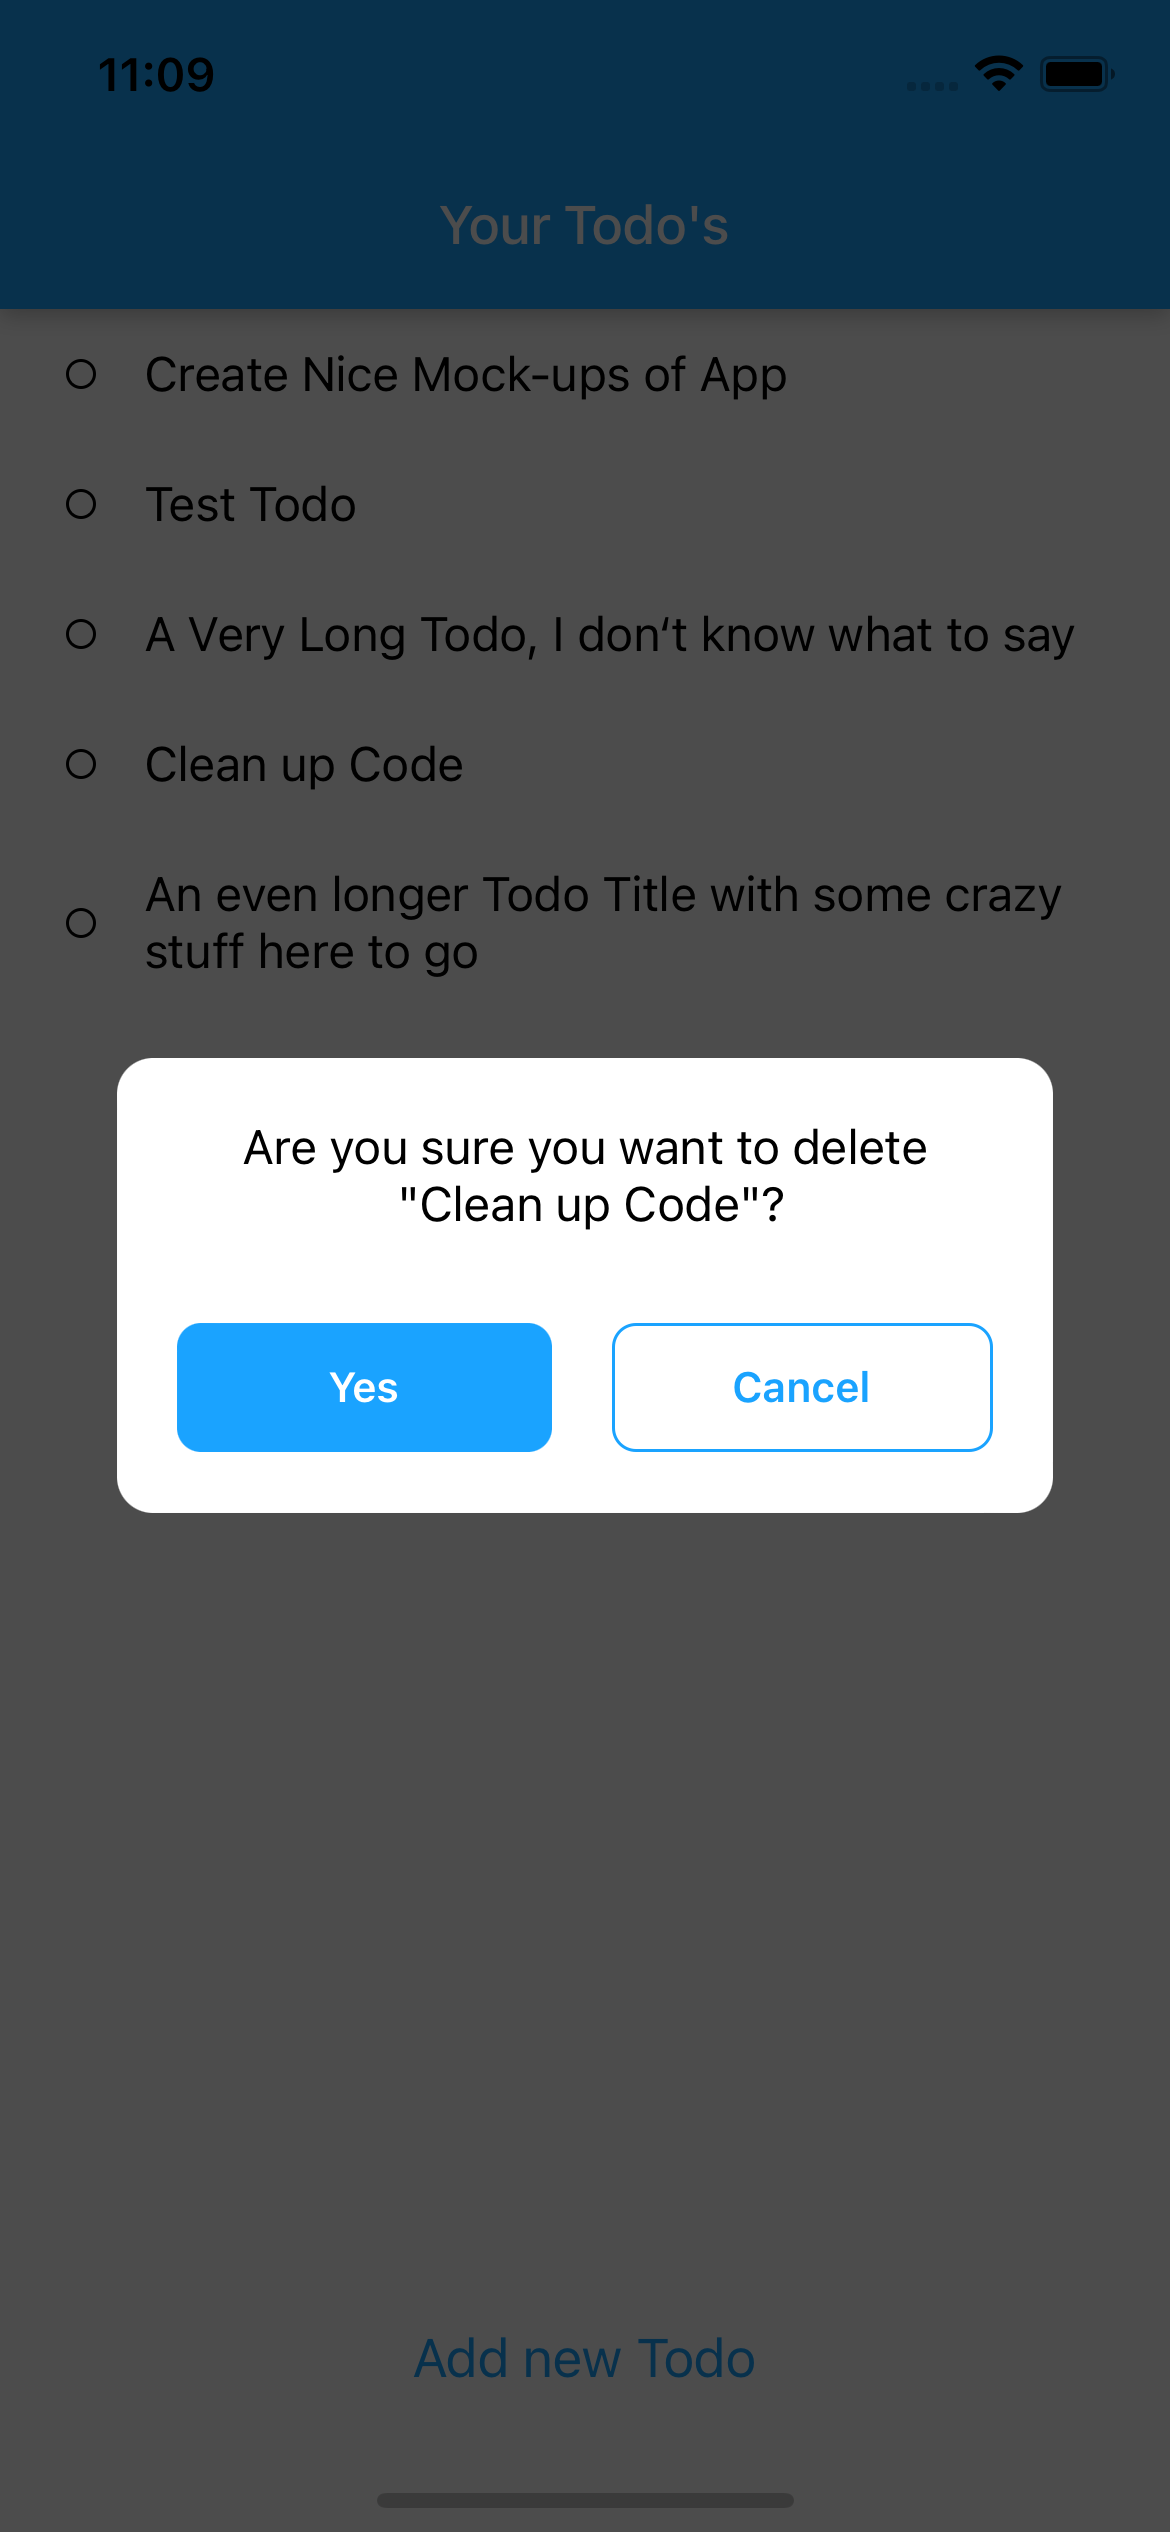 11:09
Your Todo's
Create Nice Mock-ups of App
Test Todo
A Very Long Todo, I don‘t know what to say
Clean up Code
An even longer Todo Title with some crazy
stuff here to go
Are you sure you want to delete
"Clean up Code"?
Yes
Cancel
Add new Todo